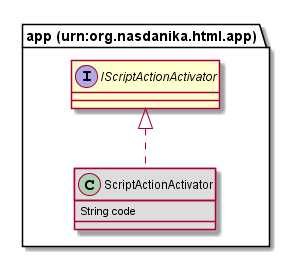 app (urn:org.nasdanika.html.app)
I IScriptActionActivator
C ScriptActionActivator
String code